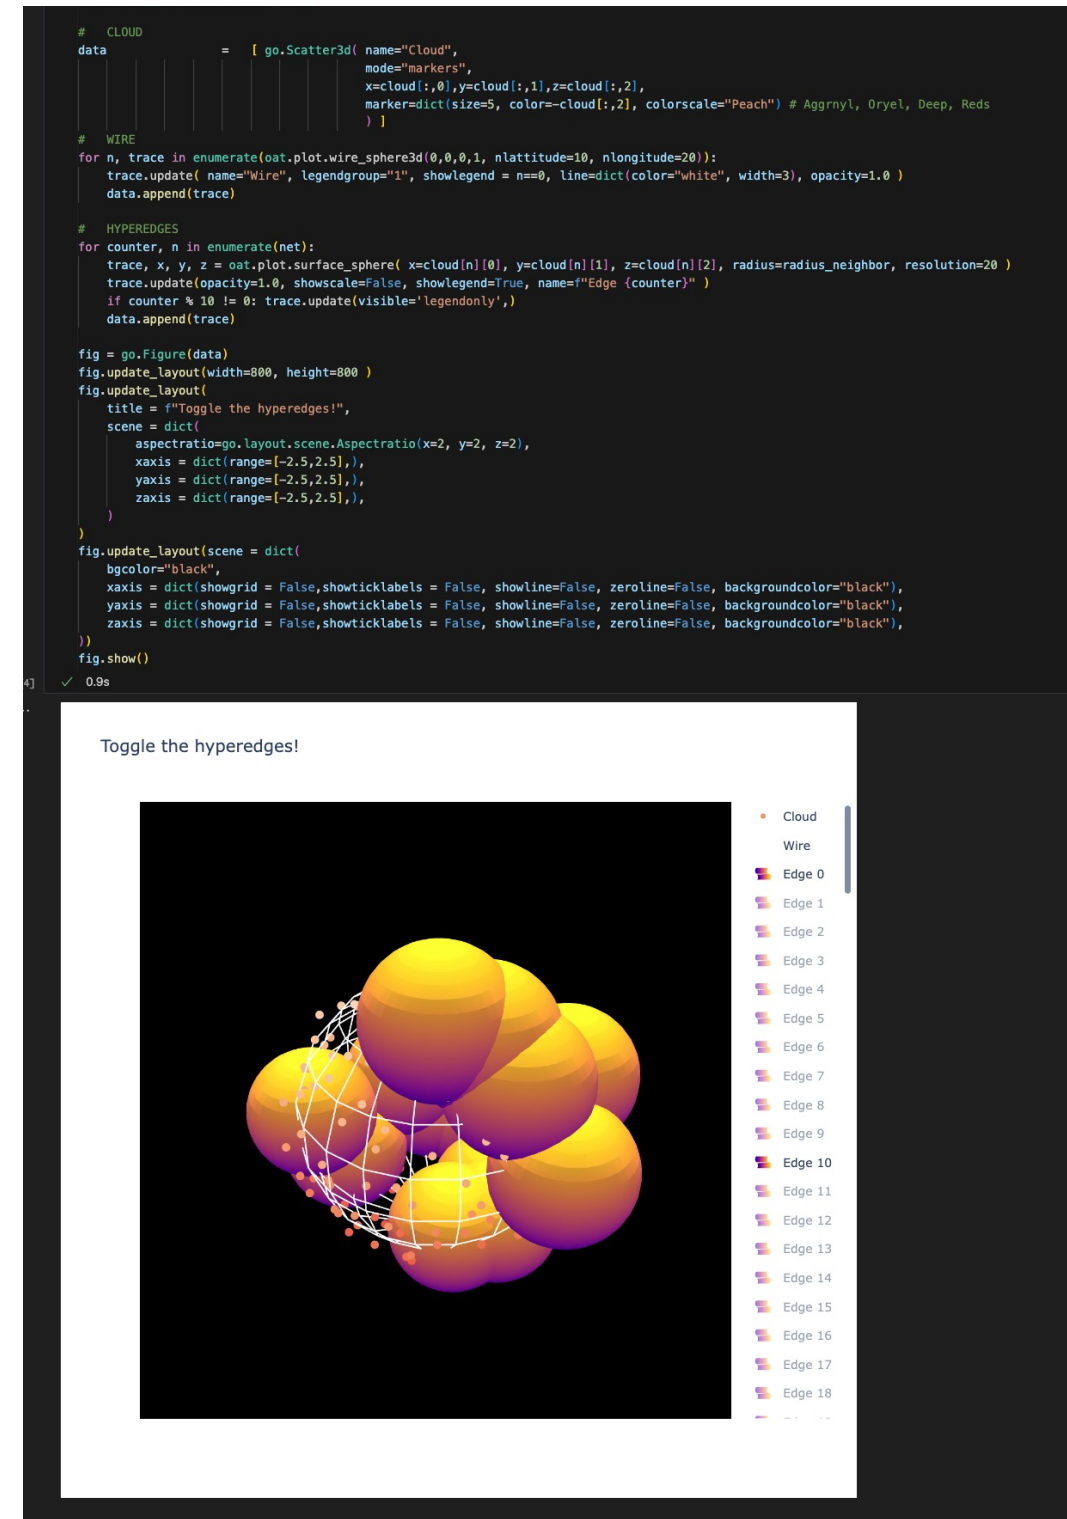 #   CLOUD
data                =   [ go.Scatter3d( name="Cloud",
                                        mode="markers",
                                        x=cloud[:,0],y=cloud[:,1],z=cloud[:,2],
                                        marker=dict(size=5, color=-cloud[:,2], colorscale="Peach") # Aggrnyl, Oryel, Deep, Reds
                                        ) ]
#   WIRE
for n, trace in enumerate(oat.plot.wire_sphere3d(0,0,0,1, nlattitude=10, nlongitude=20)):
    trace.update( name="Wire", legendgroup="1", showlegend = n==0, line=dict(color="white", width=3), opacity=1.0 )
    data.append(trace)
#   HYPEREDGES
for counter, n in enumerate(net):
    trace, x, y, z = oat.plot.surface_sphere( x=cloud[n][0], y=cloud[n][1], z=cloud[n][2], radius=radius_neighbor, resolution=20 )
    trace.update(opacity=1.0, showscale=False, showlegend=True, name=f"Edge {counter}" )
    if counter % 10 != 0: trace.update(visible='legendonly',)
    data.append(trace)
fig = go.Figure(data)
fig.update_layout(width=800, height=800 )
fig.update_layout(
    title = f"Toggle the hyperedges!",
    scene = dict(
        aspectratio=go.layout.scene.Aspectratio(x=2, y=2, z=2),
        xaxis = dict(range=[-2.5,2.5],),
        yaxis = dict(range=[-2.5,2.5],),
        zaxis = dict(range=[-2.5,2.5],),
    )
)
fig.update_layout(scene = dict(
    bgcolor="black",
    xaxis = dict(showgrid = False,showticklabels = False, showline=False, zeroline=False, backgroundcolor="black"),
    yaxis = dict(showgrid = False,showticklabels = False, showline=False, zeroline=False, backgroundcolor="black"),
    zaxis = dict(showgrid = False,showticklabels = False, showline=False, zeroline=False, backgroundcolor="black"),
))
fig.show()
4]  ✓  0.9s
Toggle the hyperedges!
Cloud
Wire
Edge 0
Edge 1
Edge 2
Edge 3
Edge 4
Edge 5
Edge 6
Edge 7
Edge 8
Edge 9
Edge 10
Edge 11
Edge 12
Edge 13
Edge 14
Edge 15
Edge 16
Edge 17
Edge 18